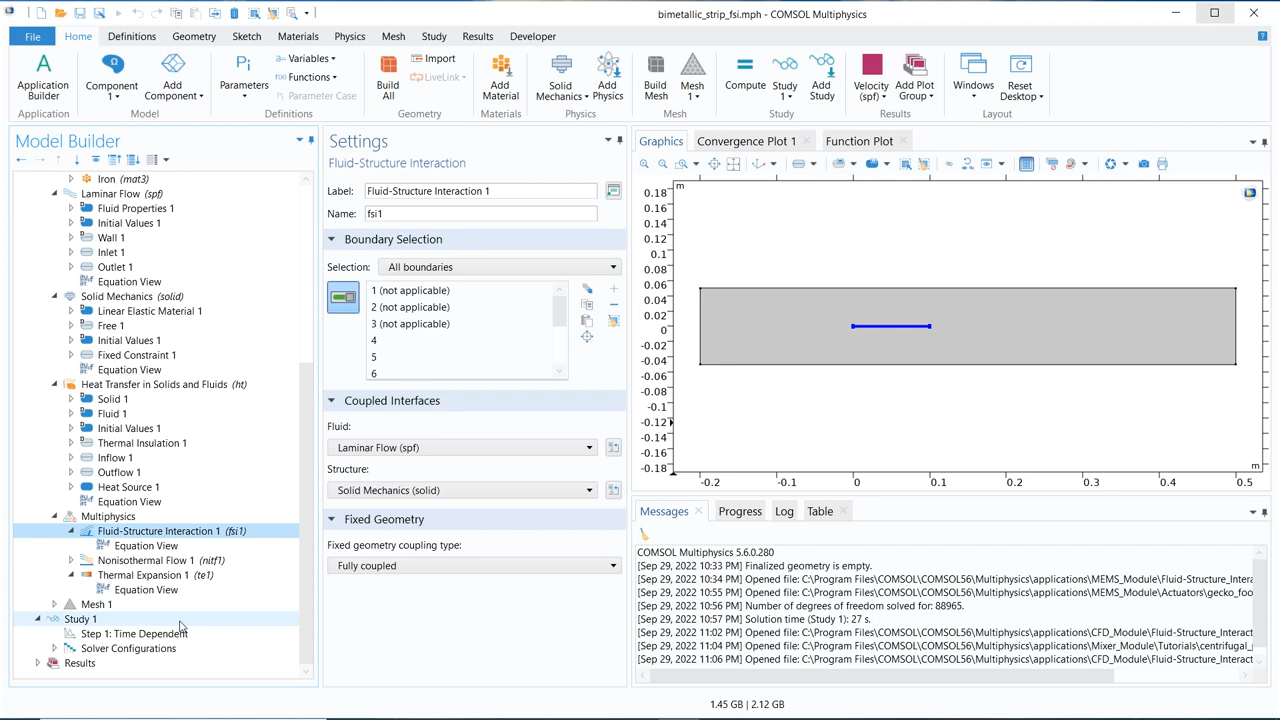 bimetallic_strip_fsi.mph - COMSOL Multiphysics
File Home Definitions Geometry Sketch Materials Physics Mesh Study Results Developer
Application Builder
Component 1
Add Component
Parameters
a= Variables
f(x) Functions
Parameter Case
Build All
Import
LiveLink
Add Material
Solid Mechanics
Add Physics
Build Mesh
Mesh 1
Compute
Study 1
Add Study
Velocity (spf)
Add Plot Group
Windows
Reset Desktop
Application Model Definitions Geometry Materials Physics Mesh Study Results Layout
Model Builder
Iron (mat3)
Laminar Flow (spf)
Fluid Properties 1
Initial Values 1
Wall 1
Inlet 1
Outlet 1
Equation View
Solid Mechanics (solid)
Linear Elastic Material 1
Free 1
Initial Values 1
Fixed Constraint 1
Equation View
Heat Transfer in Solids and Fluids (ht)
Solid 1
Fluid 1
Initial Values 1
Thermal Insulation 1
Inflow 1
Outflow 1
Heat Source 1
Equation View
Multiphysics
Fluid-Structure Interaction 1 (fsi1)
Equation View
Nonisothermal Flow 1 (nitf1)
Thermal Expansion 1 (te1)
Equation View
Mesh 1
Study 1
Step 1: Time Dependent
Solver Configurations
Results
Settings
Fluid-Structure Interaction
Label: Fluid-Structure Interaction 1
Name: fsi1
Boundary Selection
Selection: All boundaries
1 (not applicable)
2 (not applicable)
3 (not applicable)
4
5
6
Coupled Interfaces
Fluid:
Laminar Flow (spf)
Structure:
Solid Mechanics (solid)
Fixed Geometry
Fixed geometry coupling type:
Fully coupled
Graphics Convergence Plot 1 Function Plot
m
0.18
0.16
0.14
0.12
0.1
0.08
0.06
0.04
0.02
0
-0.02
-0.04
-0.06
-0.08
-0.1
-0.12
-0.14
-0.16
-0.18
m
-0.2 -0.1 0 0.1 0.2 0.3 0.4 0.5
Messages Progress Log Table
COMSOL Multiphysics 5.6.0.280
[Sep 29, 2022 10:33 PM] Finalized geometry is empty.
[Sep 29, 2022 10:34 PM] Opened file: C:\Program Files\COMSOL\COMSOL56\Multiphysics\applications\MEMS_Module\Fluid-Structure_Intera
[Sep 29, 2022 10:55 PM] Opened file: C:\Program Files\COMSOL\COMSOL56\Multiphysics\applications\MEMS_Module\Actuators\gecko_foo
[Sep 29, 2022 10:56 PM] Number of degrees of freedom solved for: 88965.
[Sep 29, 2022 10:57 PM] Solution time (Study 1): 27 s.
[Sep 29, 2022 11:02 PM] Opened file: C:\Program Files\COMSOL\COMSOL56\Multiphysics\applications\CFD_Module\Fluid-Structure_Interact
[Sep 29, 2022 11:04 PM] Opened file: C:\Program Files\COMSOL\COMSOL56\Multiphysics\applications\Mixer_Module\Tutorials\centrifugal_
[Sep 29, 2022 11:06 PM] Opened file: C:\Program Files\COMSOL\COMSOL56\Multiphysics\applications\CFD_Module\Fluid-Structure_Interact
1.45 GB | 2.12 GB